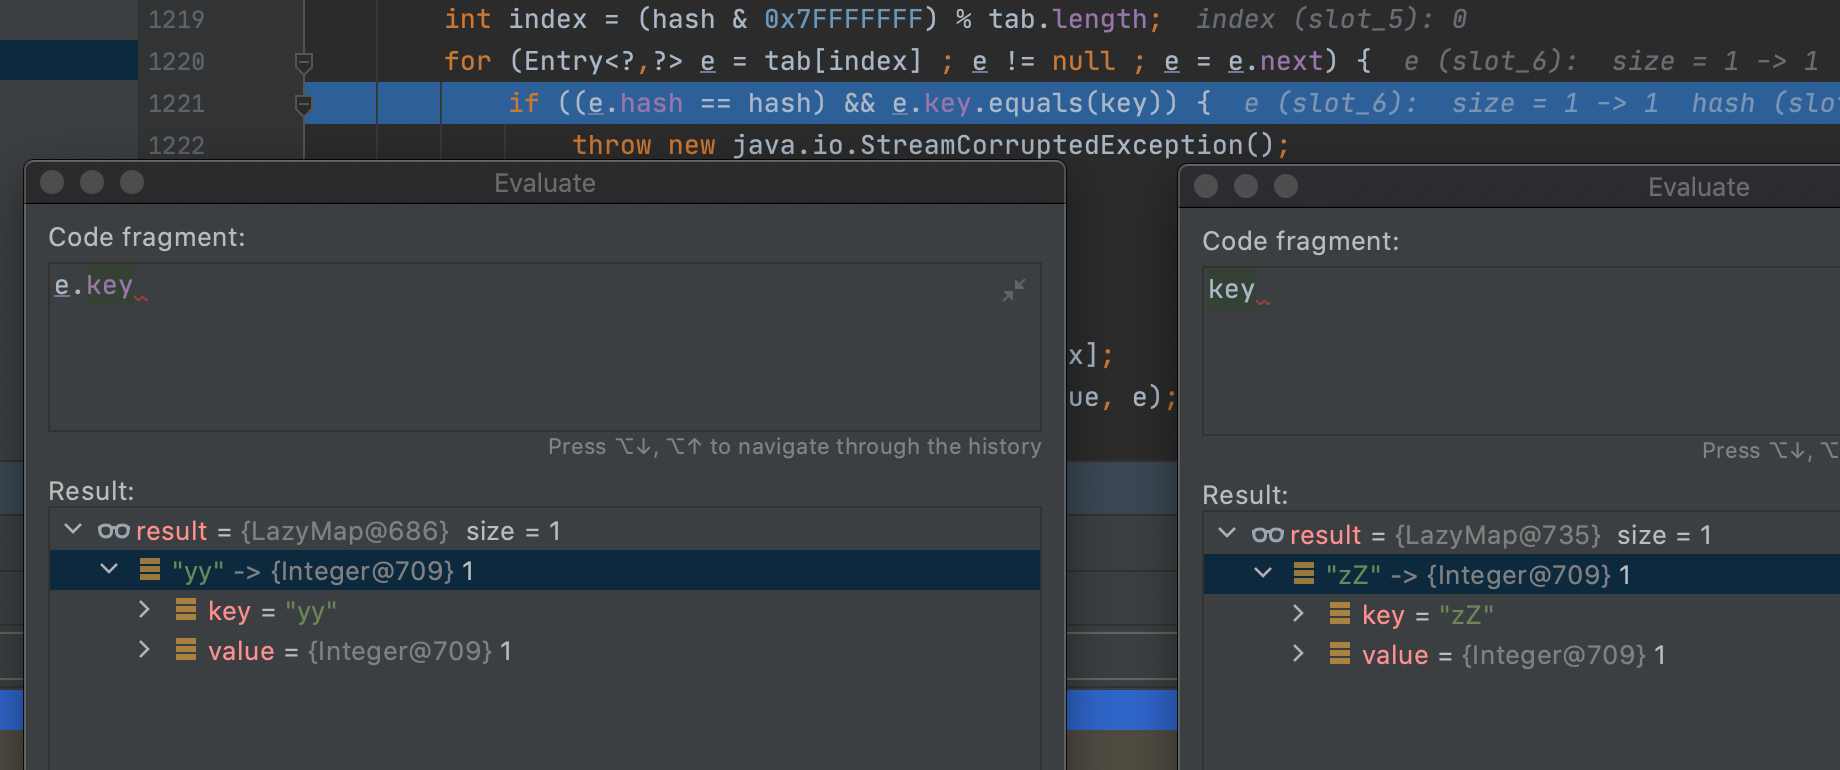 1219 int index = (hash & 0x7FFFFFFF) % tab.length; index (slot_5): 0
1220 for (Entry<?,?> e = tab[index] ; e != null ; e = e.next) { e (slot_6): size = 1 -> 1
1221 if ((e.hash == hash) && e.key.equals(key)) { e (slot_6): size = 1 -> 1 hash (slo
1222 throw new java.io.StreamCorruptedException();
Evaluate
Code fragment:
e.key
Press ⌥↓, ⌥↑ to navigate through the history
Result:
result = {LazyMap@686} size = 1
"yy" -> {Integer@709} 1
key = "yy"
value = {Integer@709} 1
x];
ue, e);
Evaluate
Code fragment:
key
Press ⌥↓, ⌥
Result:
result = {LazyMap@735} size = 1
"zZ" -> {Integer@709} 1
key = "zZ"
value = {Integer@709} 1